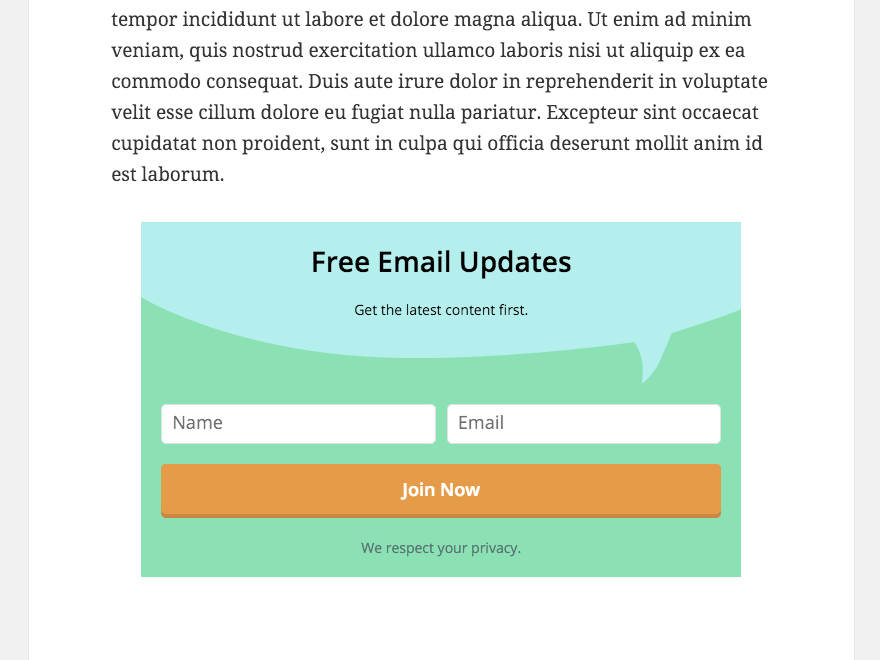 tempor incididunt ut labore et dolore magna aliqua. Ut enim ad minim
veniam, quis nostrud exercitation ullamco laboris nisi ut aliquip ex ea
commodo consequat. Duis aute irure dolor in reprehenderit in voluptate
velit esse cillum dolore eu fugiat nulla pariatur. Excepteur sint occaecat
cupidatat non proident, sunt in culpa qui officia deserunt mollit anim id
est laborum.
Free Email Updates
Get the latest content first.
Name
Email
Join Now
We respect your privacy.